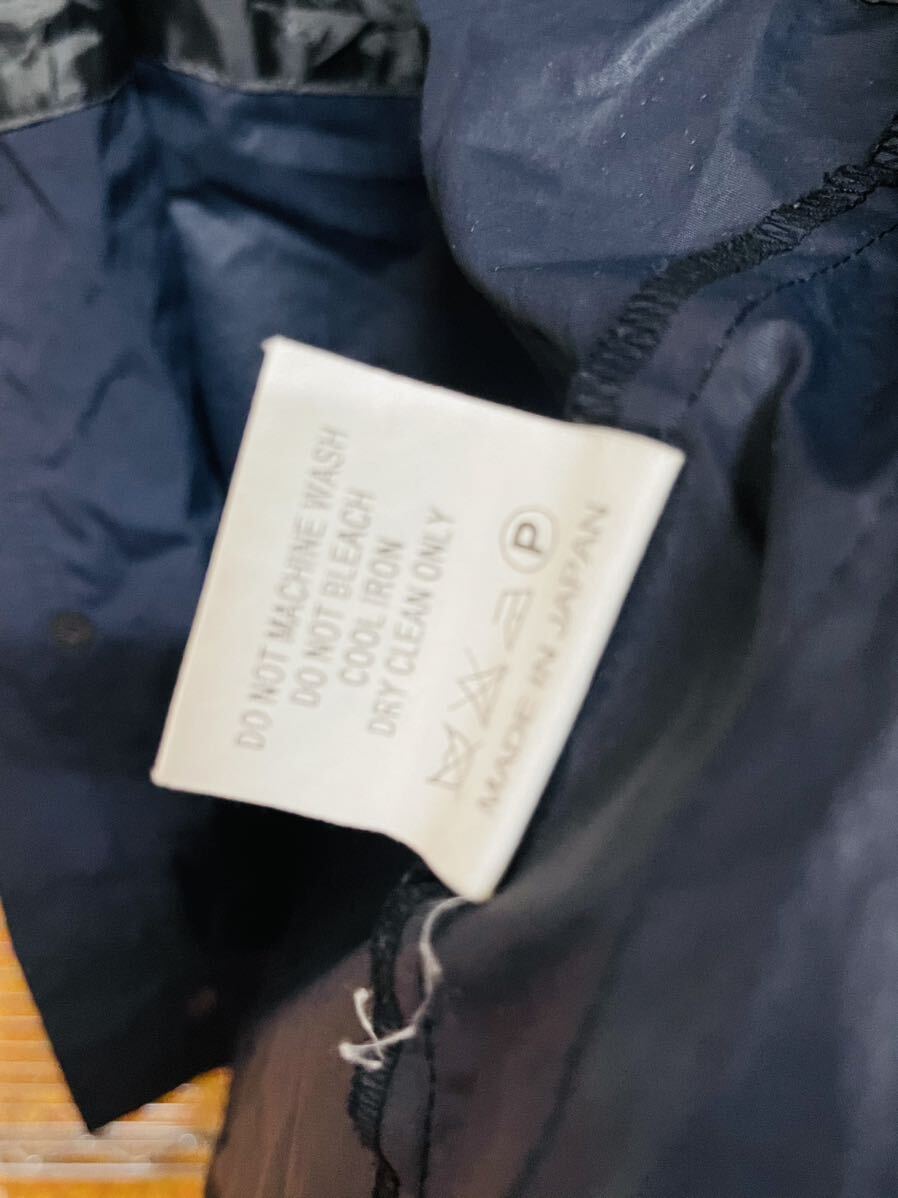 DO NOT MACHINE WASH
DO NOT BLEACH
COOL IRON
DRY CLEAN ONLY
P
MADE IN JAPAN